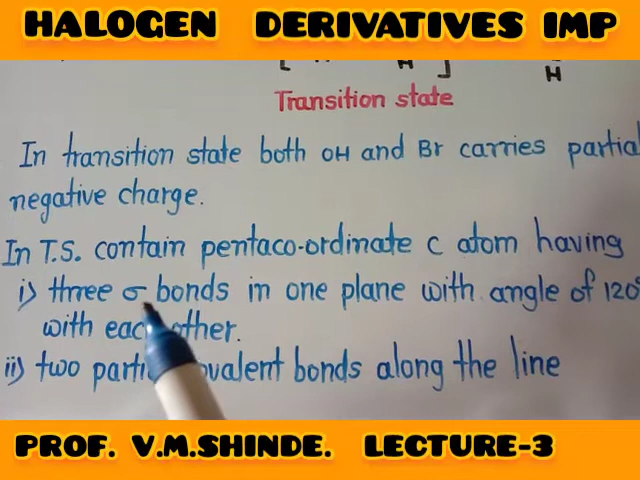 HALOGEN DERIVATIVES IMP
[ H ]
H
Transition state
In transition state both OH and Br carries partial
negative charge.
In T.S. contain pentaco-ordinate c atom having
i) three σ bonds in one plane with angle of 120°
with each other.
ii) two partial covalent bonds along the line
PROF. V.M.SHINDE. LECTURE-3